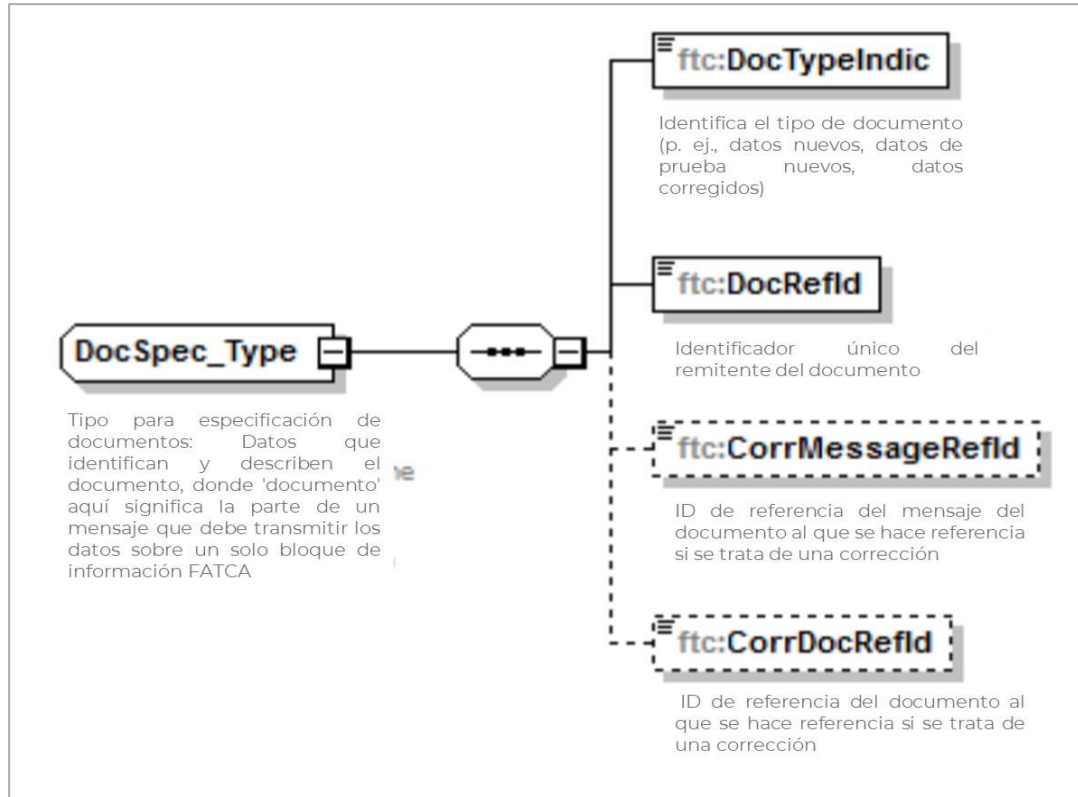 ftc:DocTypeIndic
Identifica el tipo de documento
(p. ej., datos nuevos, datos de
prueba nuevos, datos
corregidos)
ftc:DocRefId
Identificador único del
remitente del documento
DocSpec_Type
Tipo para especificación de
documentos: Datos que
identifican y describen el
documento, donde 'documento'
aquí significa la parte de un
mensaje que debe transmitir los
datos sobre un solo bloque de
información FATCA
ftc:CorrMessageRefId
ID de referencia del mensaje del
documento al que se hace referencia
si se trata de una corrección
ftc:CorrDocRefId
ID de referencia del documento al
que se hace referencia si se trata de
una corrección